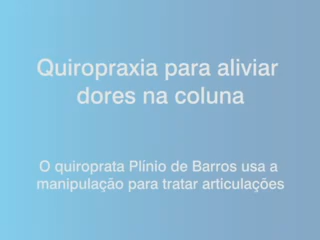 Quiropraxia para aliviar
dores na coluna
O quiroprata Plínio de Barros usa a
manipulação para tratar articulações